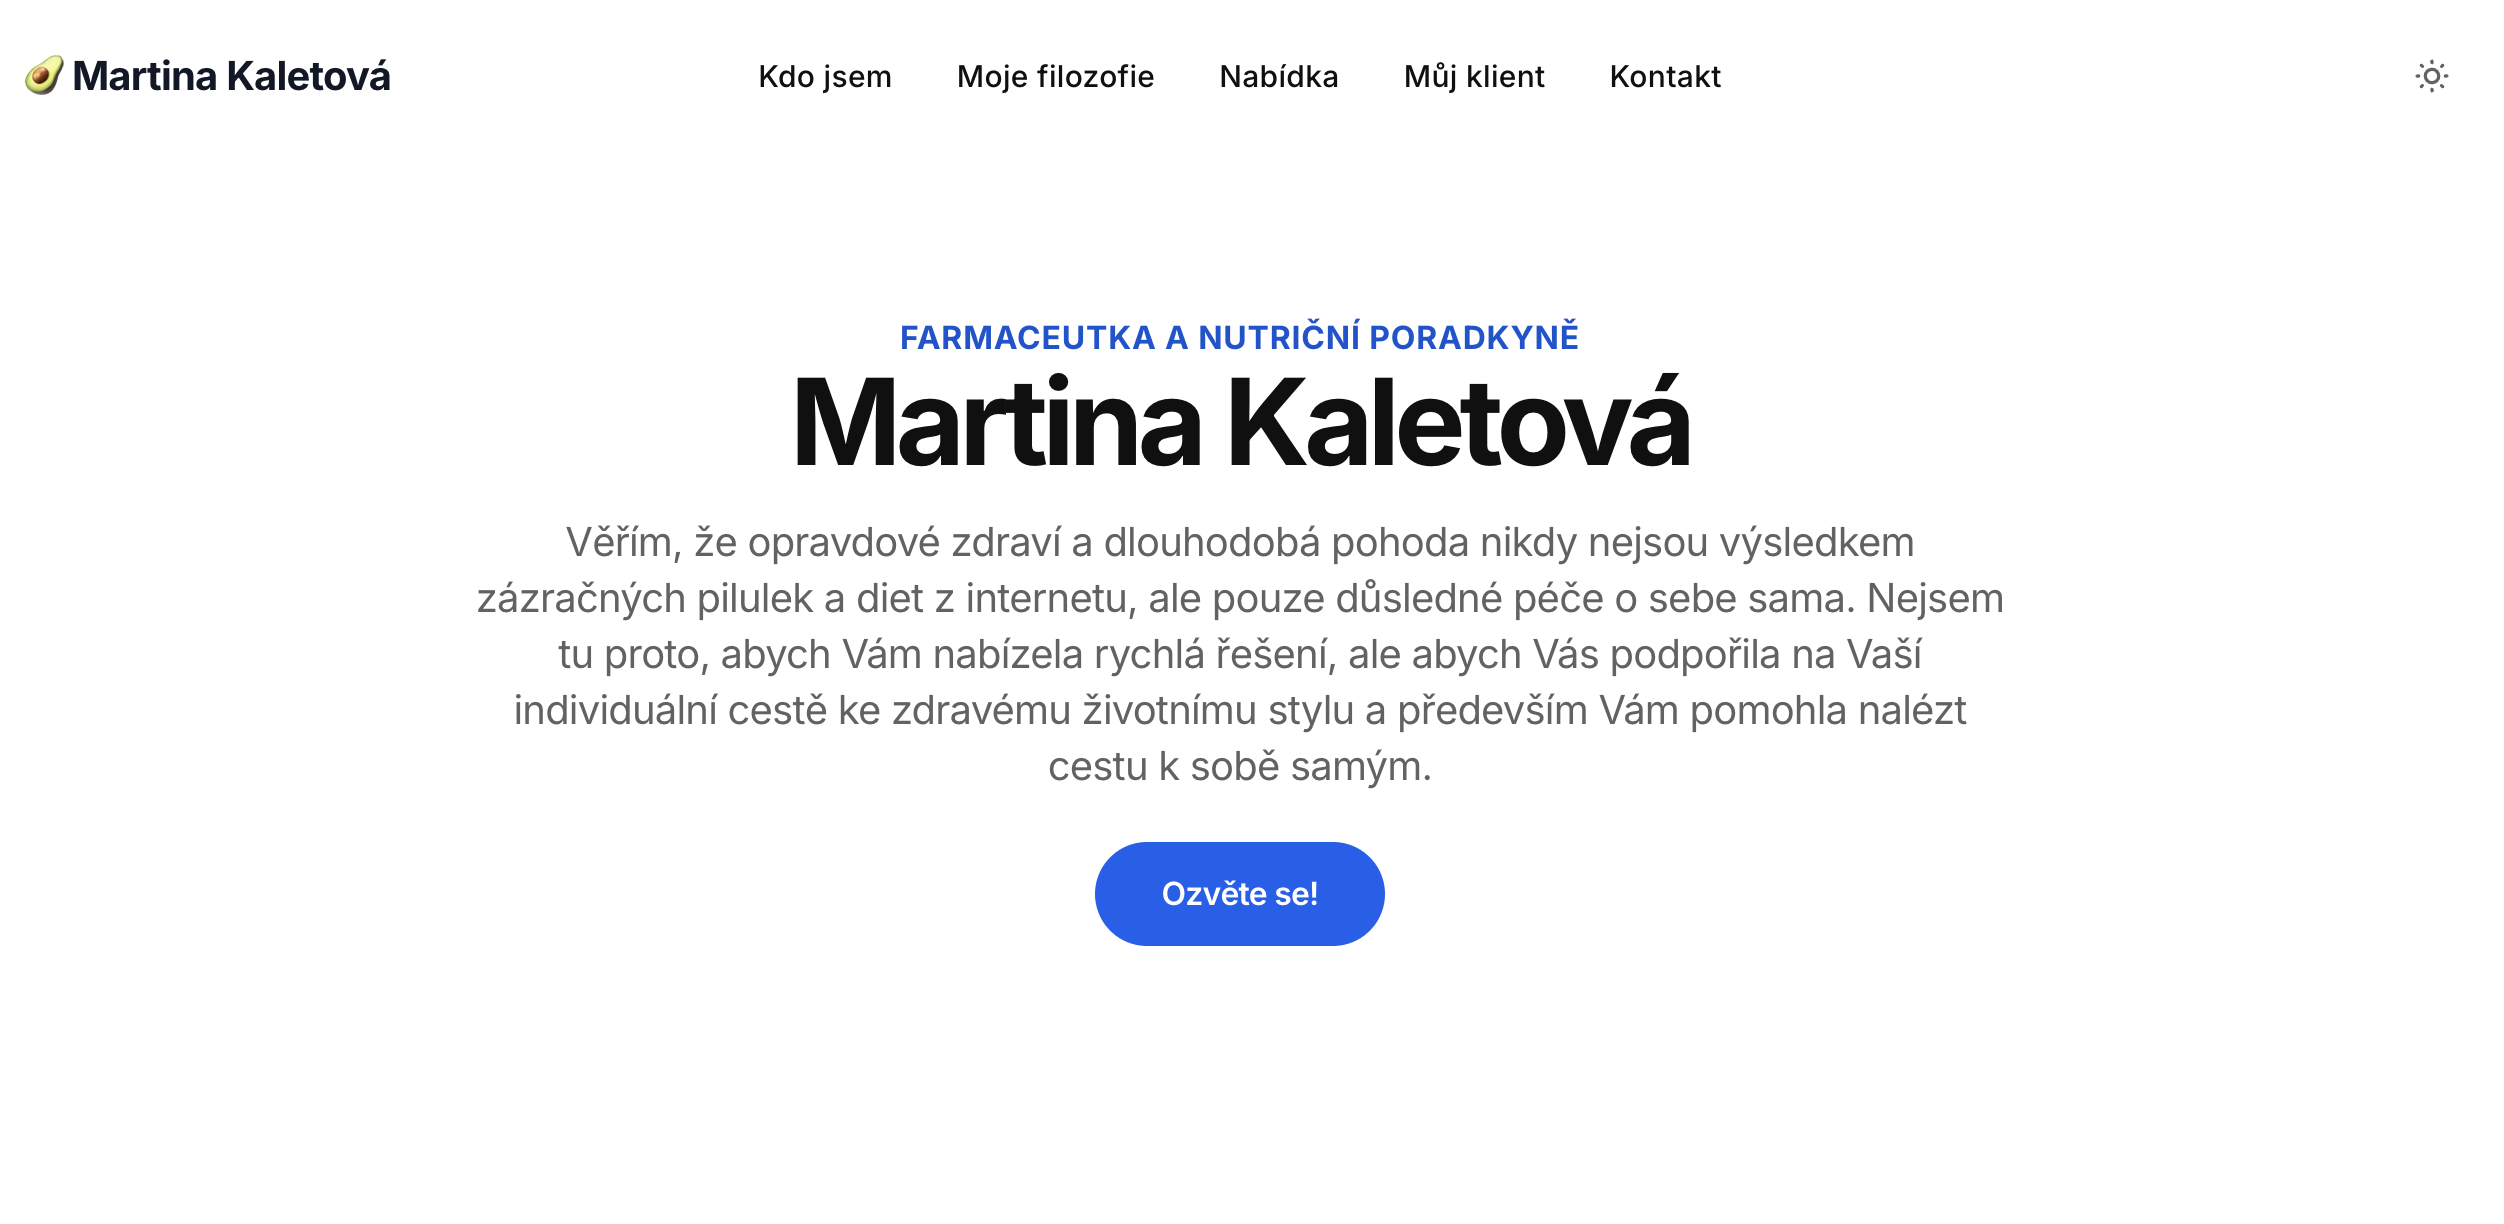 Martina Kaletová
Kdo jsem
Moje filozofie
Nabídka
Můj klient
Kontakt
FARMACEUTKA A NUTRIČNÍ PORADKYNĚ
Martina Kaletová
Věřím, že opravdové zdraví a dlouhodobá pohoda nikdy nejsou výsledkem
zázračných pilulek a diet z internetu, ale pouze důsledné péče o sebe sama. Nejsem
tu proto, abych Vám nabízela rychlá řešení, ale abych Vás podpořila na Vaší
individuální cestě ke zdravému životnímu stylu a především Vám pomohla nalézt
cestu k sobě samým.
Ozvěte se!